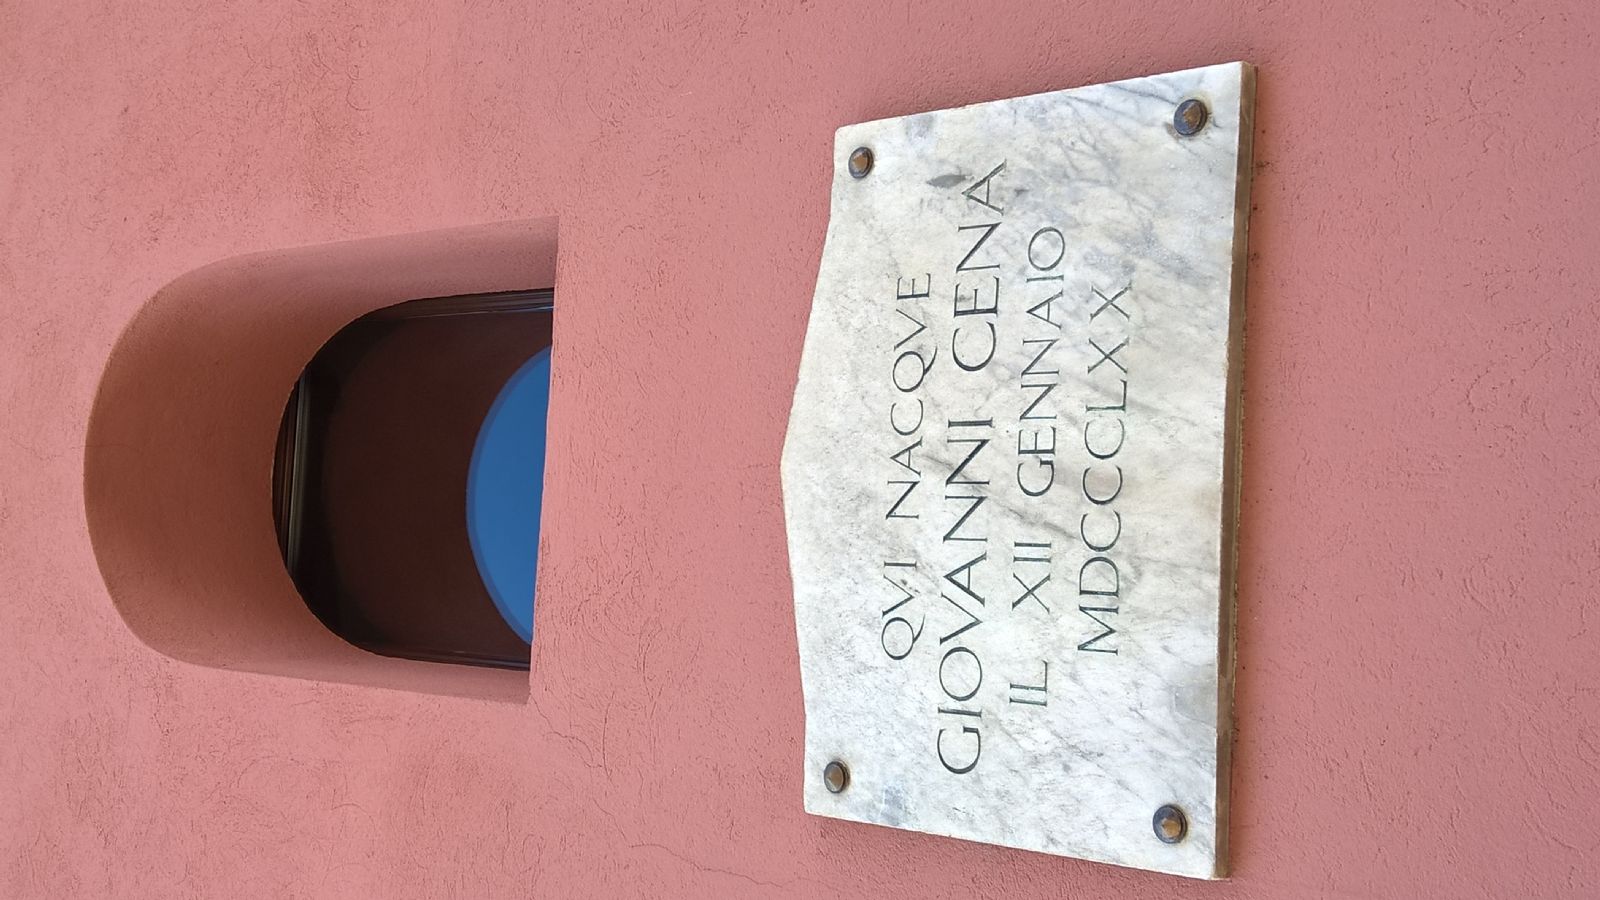 QVI NACQVE
GIOVANNI CENA
IL XII GENNAIO
MDCCCLXX